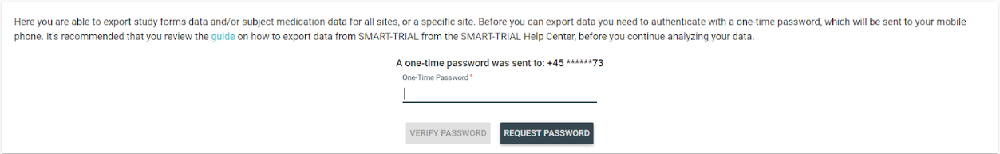 Here you are able to export study forms data and/or subject medication data for all sites, or a specific site. Before you can export data you need to authenticate with a one-time password, which will be sent to your mobile
phone. It's recommended that you review the guide on how to export data from SMART-TRIAL from the SMART-TRIAL Help Center, before you continue analyzing your data.
A one-time password was sent to: +45 ******73
One-Time Password*
VERIFY PASSWORD REQUEST PASSWORD